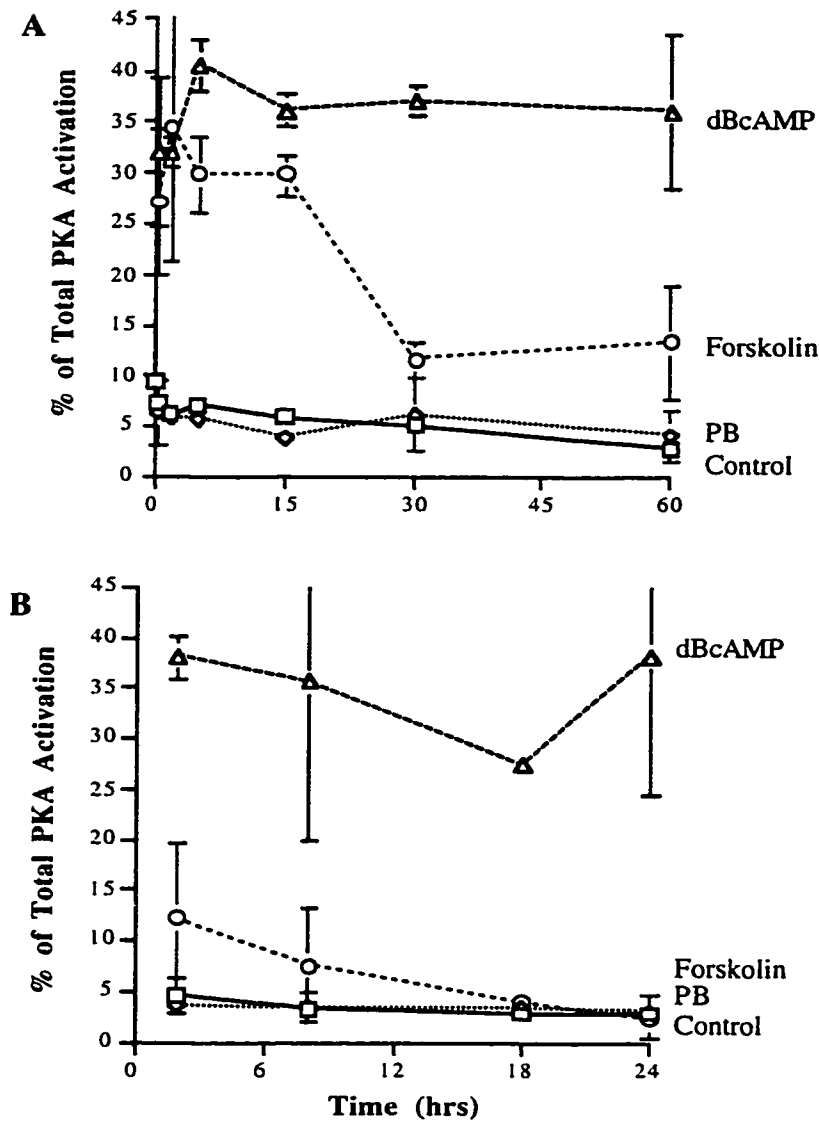 A
% of Total PKA Activation
45
40
35
30
25
20
15
10
5
0
0 15 30 45 60
dBcAMP
Forskolin
PB
Control
B
% of Total PKA Activation
45
40
35
30
25
20
15
10
5
0
0 6 12 18 24
Time (hrs)
dBcAMP
Forskolin
PB
Control